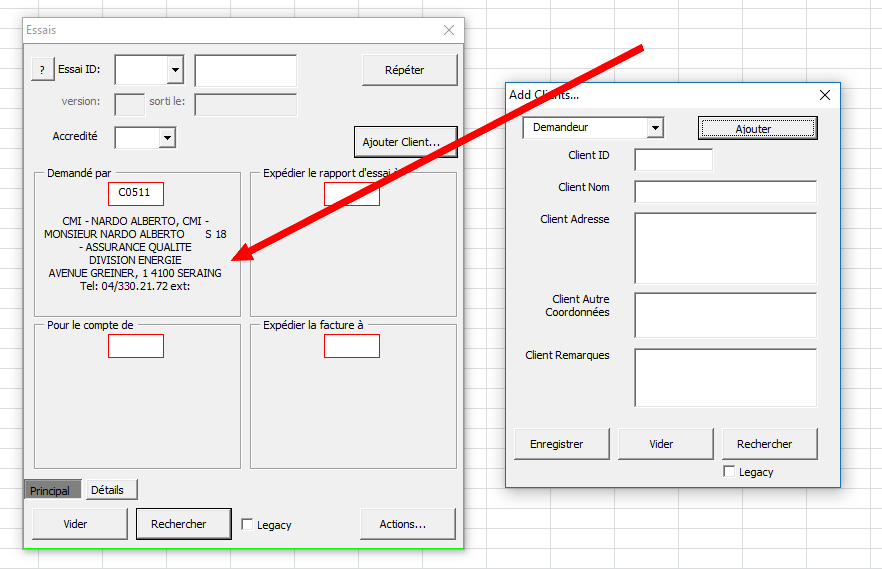 Essais
? Essai ID:
Répéter
version: sorti le:
Accredité
Ajouter Client...
Demandé par
C0511
CMI - NARDO ALBERTO, CMI -
MONSIEUR NARDO ALBERTO S 18
- ASSURANCE QUALITE
DIVISION ENERGIE
AVENUE GREINER, 1 4100 SERAING
Tel: 04/330.21.72 ext:
Expédier le rapport d'essai
Pour le compte de
Expédier la facture à
Principal Détails
Vider Rechercher Legacy Actions...
Add Clients...
Demandeur Ajouter
Client ID
Client Nom
Client Adresse
Client Autre
Coordonnées
Client Remarques
Enregistrer Vider Rechercher
Legacy